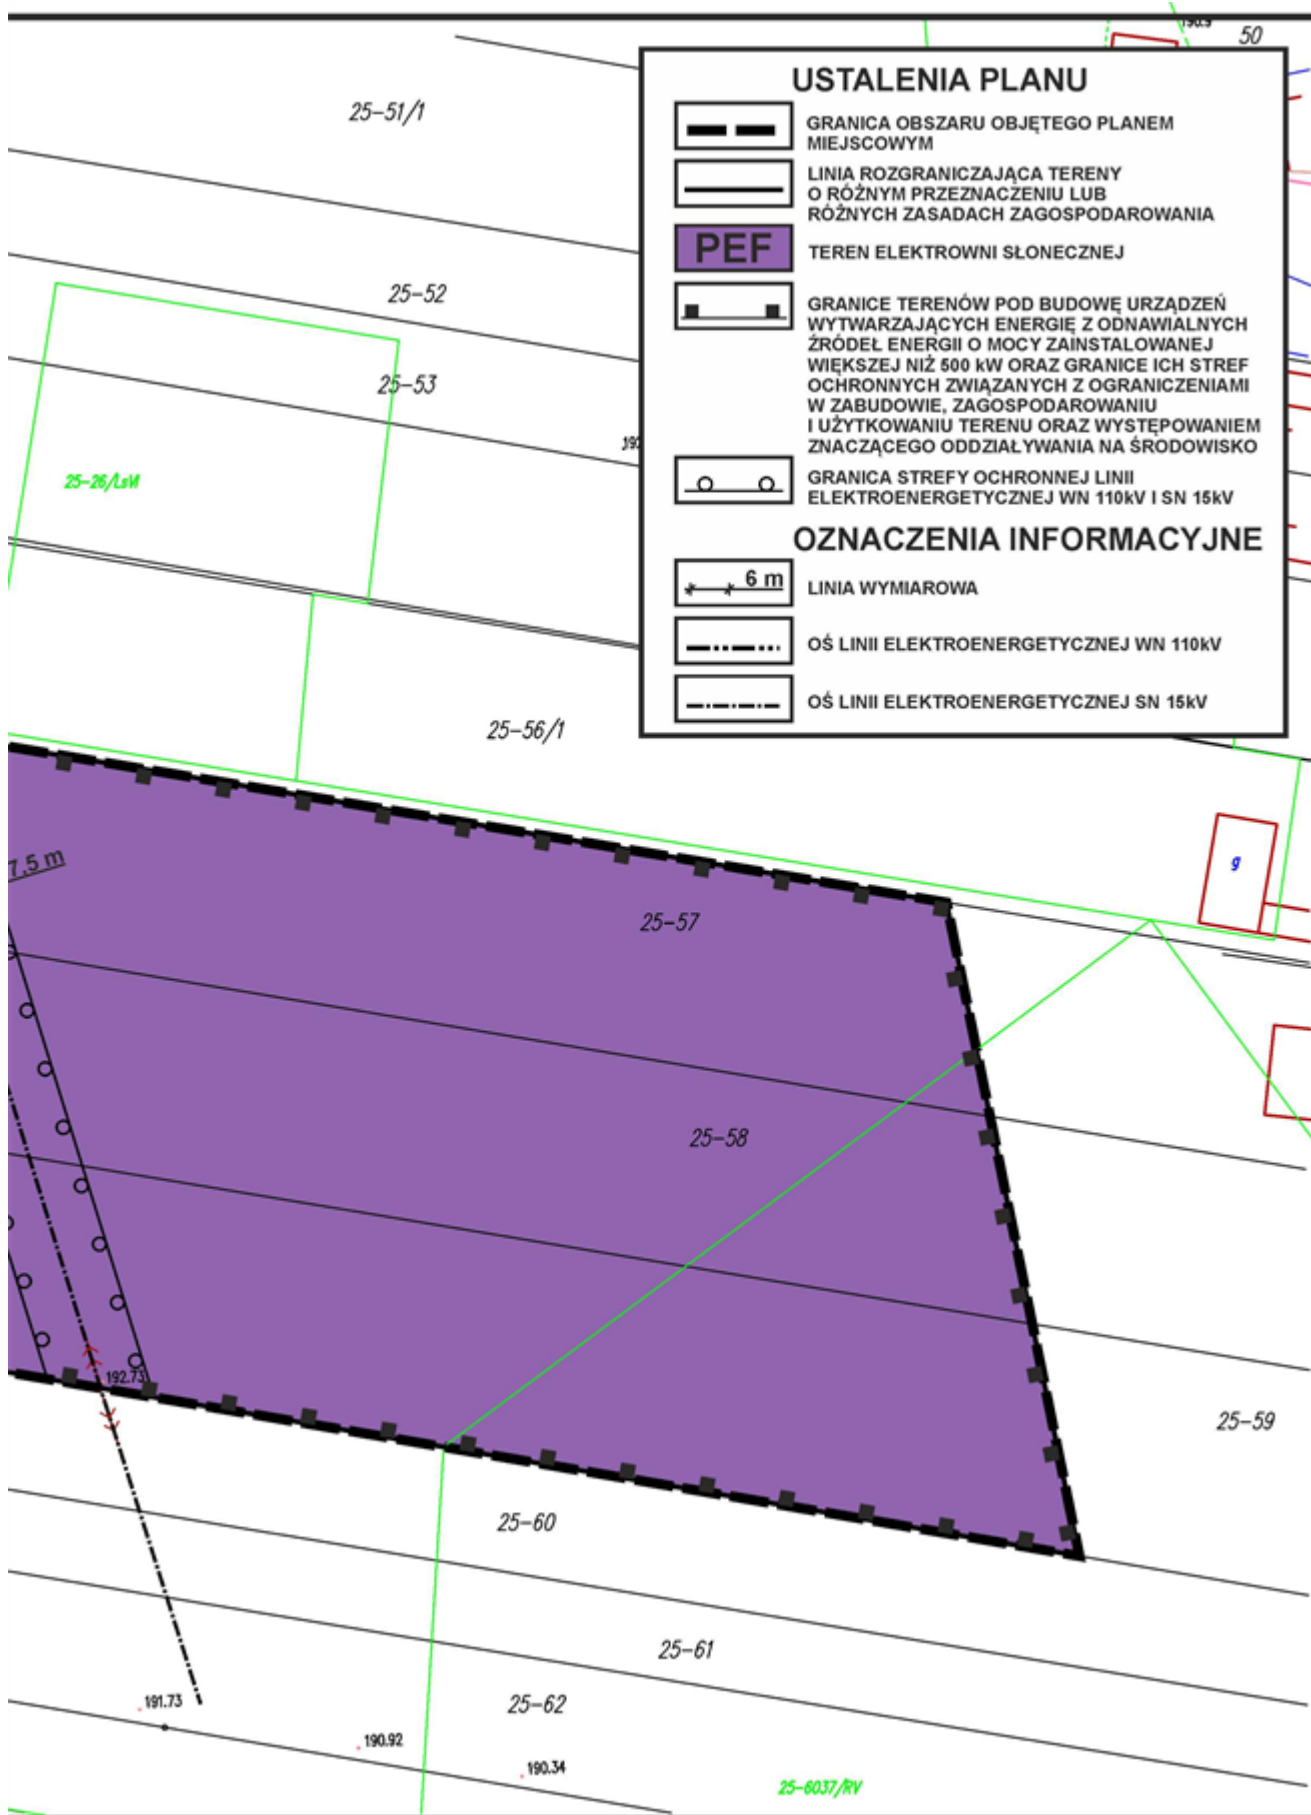 190.9
50
25-51/1
USTALENIA PLANU
GRANICA OBSZARU OBJĘTEGO PLANEM
MIEJSCOWYM
LINIA ROZGRANICZAJĄCA TERENY
O RÓŻNYM PRZEZNACZENIU LUB
RÓŻNYCH ZASADACH ZAGOSPODAROWANIA
PEF
TEREN ELEKTROWNI SŁONECZNEJ
GRANICE TERENÓW POD BUDOWĘ URZĄDZEŃ
WYTWARZAJĄCYCH ENERGIĘ Z ODNAWIALNYCH
ŹRÓDEŁ ENERGII O MOCY ZAINSTALOWANEJ
WIĘKSZEJ NIŻ 500 kW ORAZ GRANICE ICH STREF
OCHRONNYCH ZWIĄZANYCH Z OGRANICZENIAMI
W ZABUDOWIE, ZAGOSPODAROWANIU
I UŻYTKOWANIU TERENU ORAZ WYSTĘPOWANIEM
ZNACZĄCEGO ODDZIAŁYWANIA NA ŚRODOWISKO
GRANICA STREFY OCHRONNEJ LINII
ELEKTROENERGETYCZNEJ WN 110kV I SN 15kV
OZNACZENIA INFORMACYJNE
6 m
LINIA WYMIAROWA
OŚ LINII ELEKTROENERGETYCZNEJ WN 110kV
OŚ LINII ELEKTROENERGETYCZNEJ SN 15kV
25-52
25-53
25-26/LsVI
25-56/1
7,5 m
g
25-57
25-58
192.73
25-59
25-60
25-61
25-62
191.73
190.92
190.34
25-6037/RV